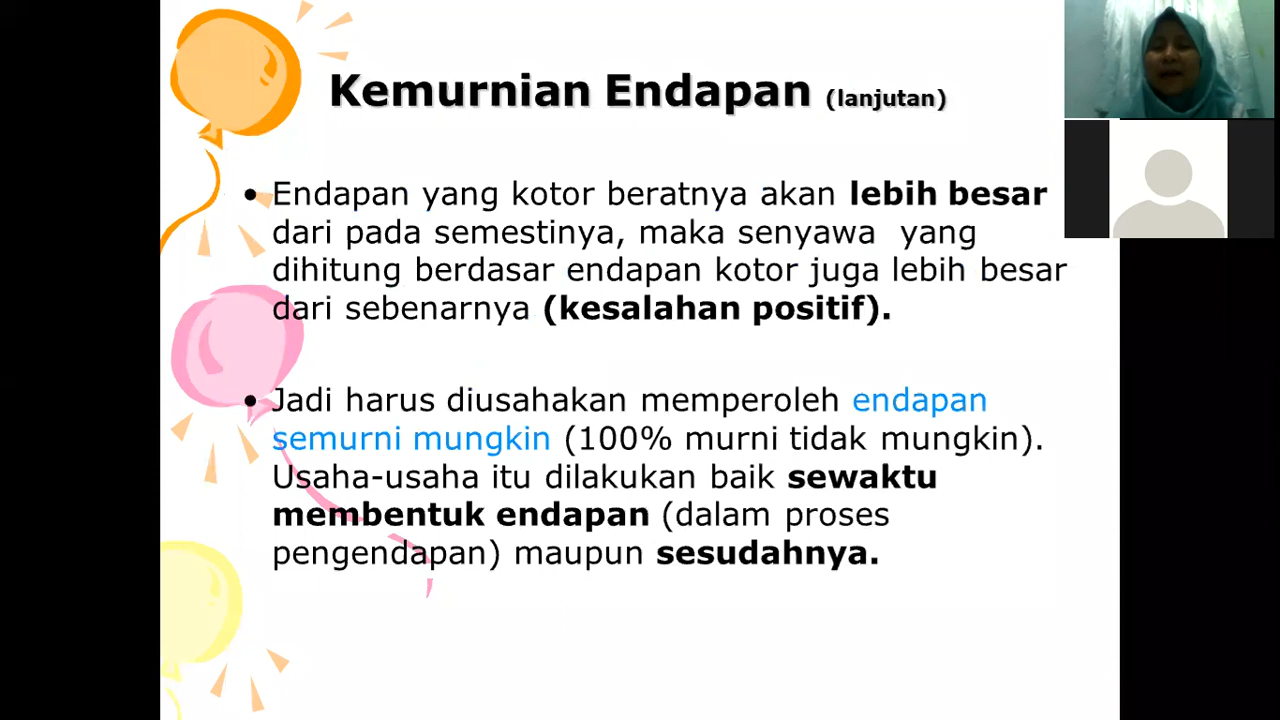 Kemurnian Endapan (lanjutan)
• Endapan yang kotor beratnya akan lebih besar
dari pada semestinya, maka senyawa yang
dihitung berdasar endapan kotor juga lebih besar
dari sebenarnya (kesalahan positif).
• Jadi harus diusahakan memperoleh endapan
semurni mungkin (100% murni tidak mungkin).
Usaha-usaha itu dilakukan baik sewaktu
membentuk endapan (dalam proses
pengendapan) maupun sesudahnya.